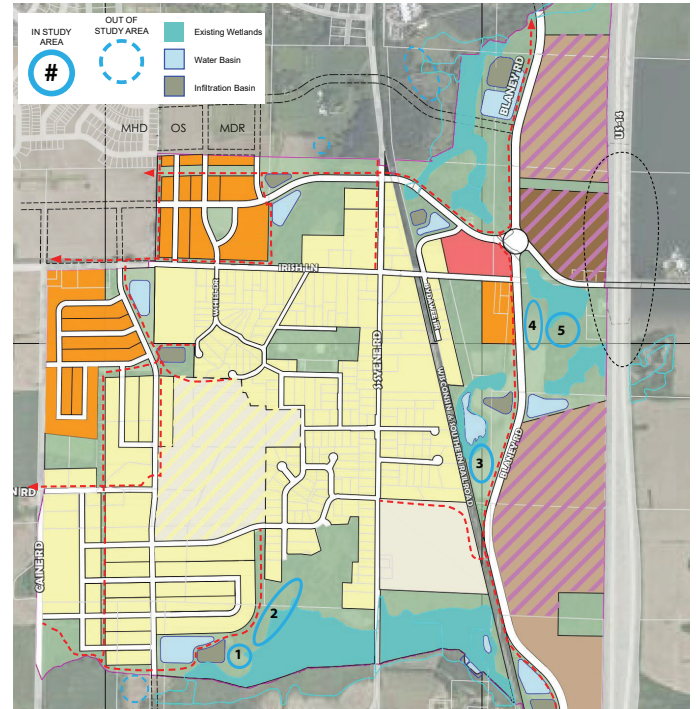 IN STUDY
AREA
#
OUT OF
STUDY AREA
Existing Wetlands
Water Basin
Infiltration Basin
BLANEY RD
US-14
MHD
OS
MDR
IRISH LN
S SYENE RD
WISCONSIN & SOUTHERN RAILROAD
4
5
3
BLANEY RD
N RD
CAINE RD
2
1